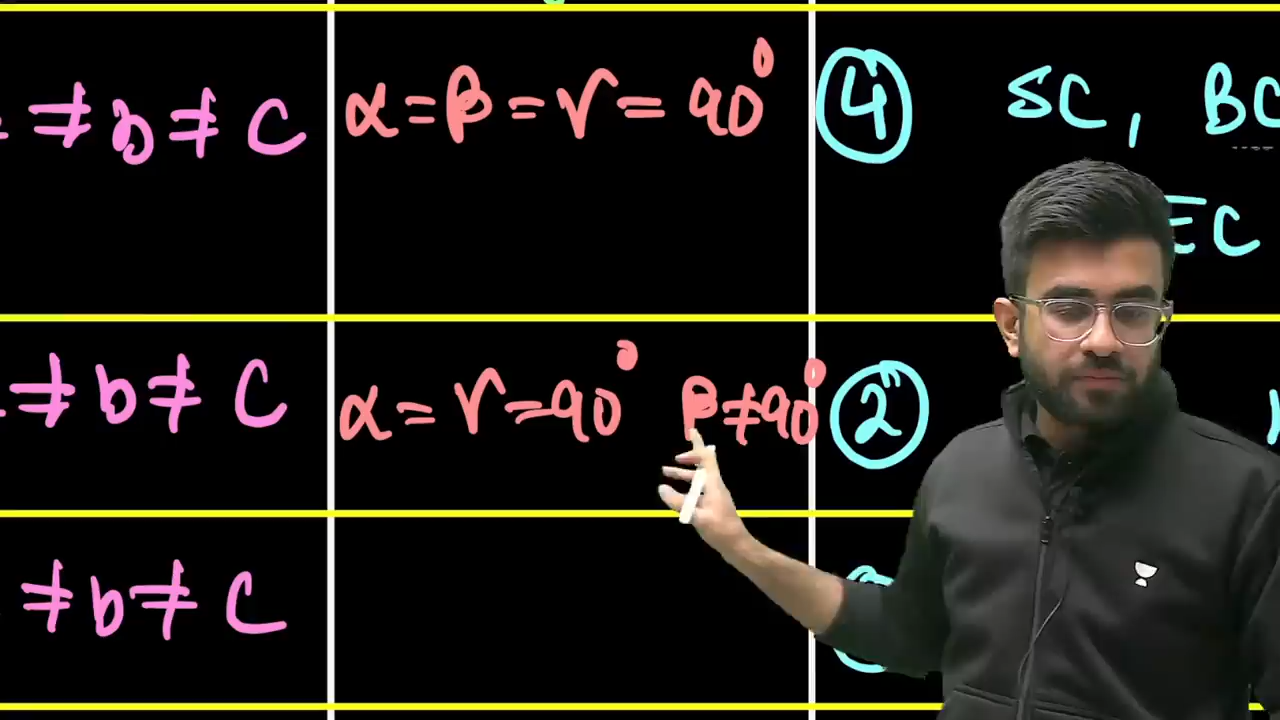 ≠ b ≠ c α = β = γ = 90° 4 SC, BC
EC
≠ b ≠ c α = γ = 90° β ≠ 90° 2
≠ b ≠ c